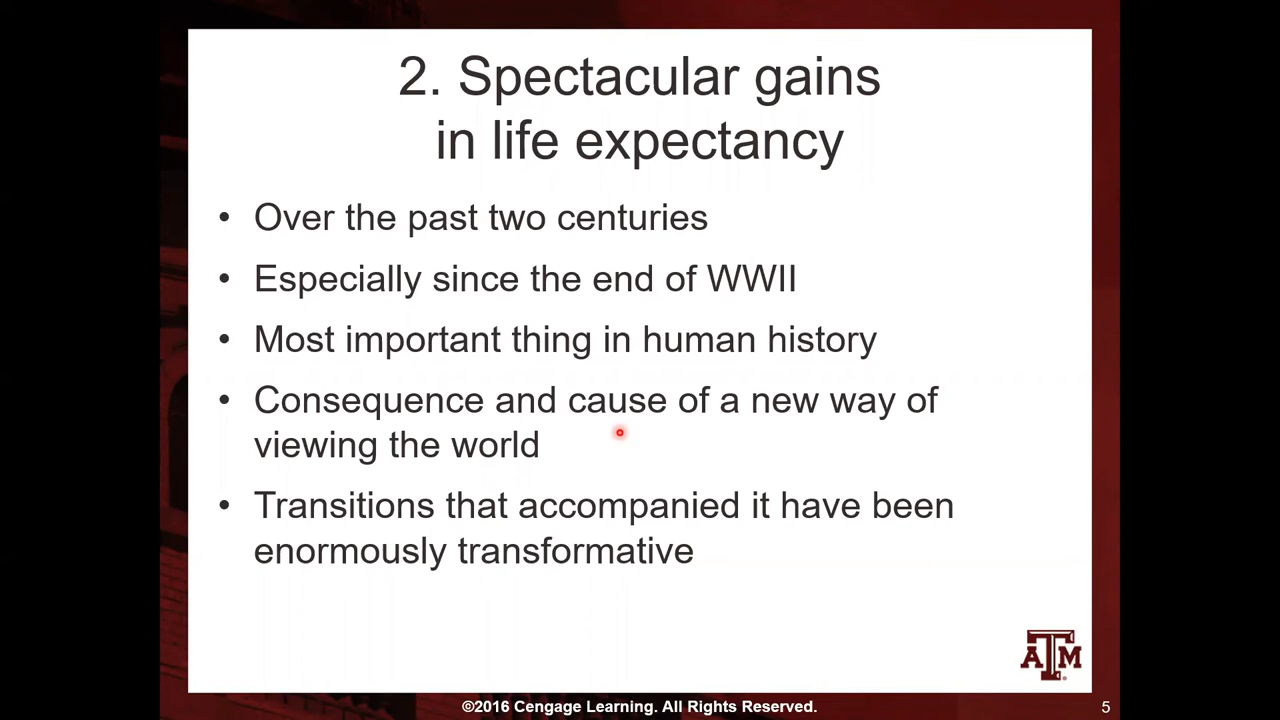 2. Spectacular gains
in life expectancy
• Over the past two centuries
• Especially since the end of WWII
• Most important thing in human history
• Consequence and cause of a new way of
viewing the world
• Transitions that accompanied it have been
enormously transformative
ATM
©2016 Cengage Learning. All Rights Reserved.
5